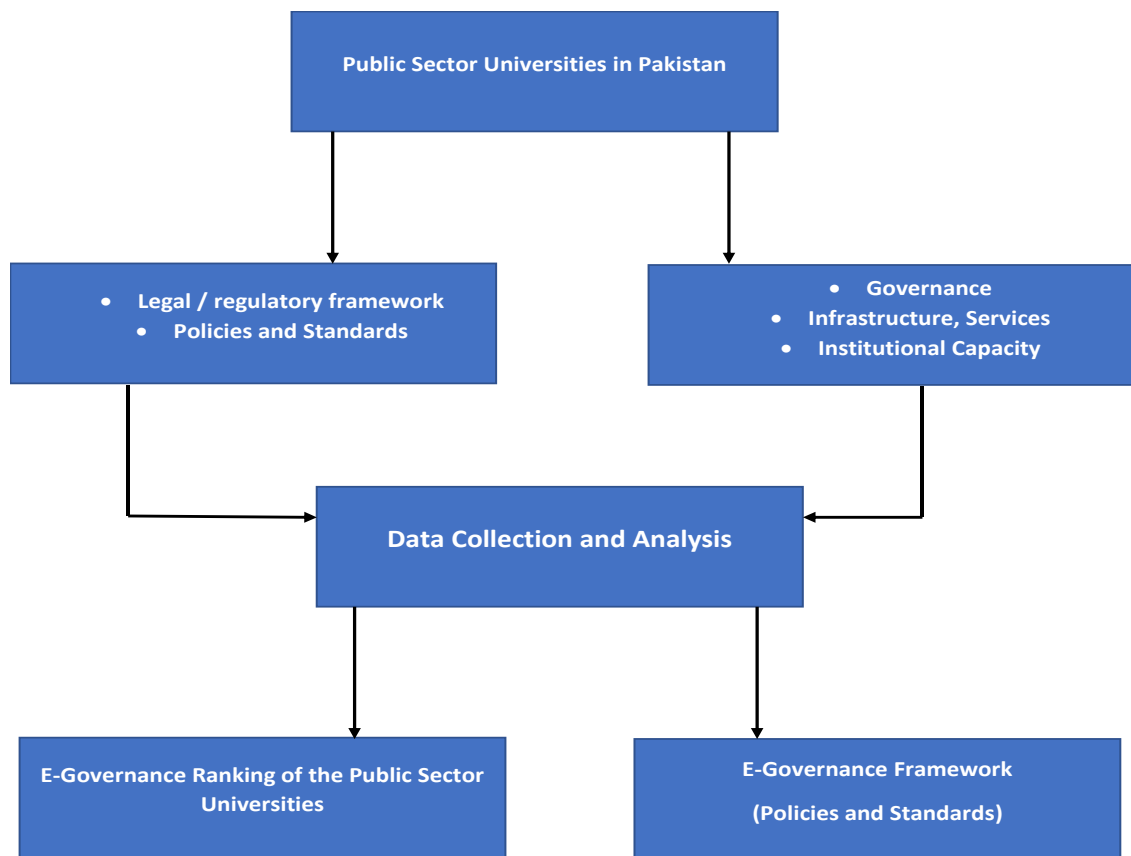 Public Sector Universities in Pakistan
• Legal / regulatory framework
• Policies and Standards
• Governance
• Infrastructure, Services
• Institutional Capacity
Data Collection and Analysis
E-Governance Ranking of the Public Sector
Universities
E-Governance Framework
(Policies and Standards)